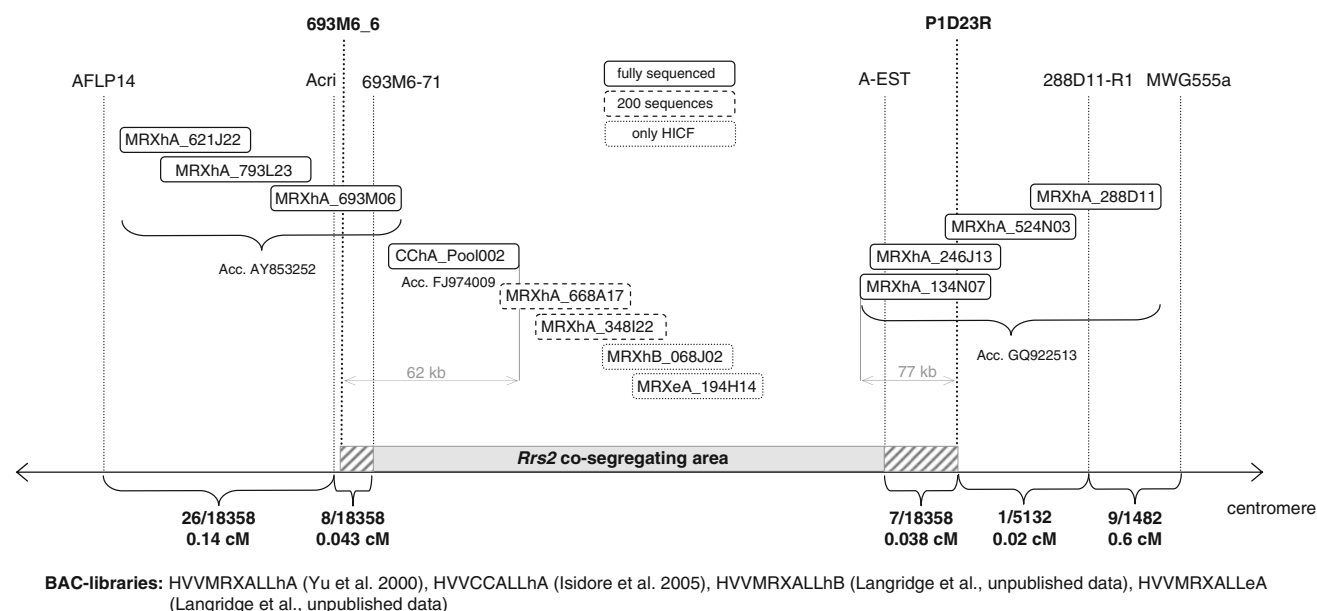 693M6_6
P1D23R
AFLP14
Acri
693M6-71
A-EST
288D11-R1
MWG555a
fully sequenced
200 sequences
only HICF
MRXhA_621J22
MRXhA_793L23
MRXhA_693M06
MRXhA_288D11
MRXhA_524N03
Acc. AY853252
CChA_Pool002
MRXhA_246J13
Acc. FJ974009
MRXhA_134N07
MRXhA_668A17
MRXhA_348I22
MRXhB_068J02
Acc. GQ922513
62 kb
77 kb
MRXeA_194H14
Rrs2 co-segregating area
centromere
26/18358
0.14 cM
8/18358
0.043 cM
7/18358
0.038 cM
1/5132
0.02 cM
9/1482
0.6 cM
BAC-libraries: HVVMRXALLhA (Yu et al. 2000), HVVCCALLhA (Isidore et al. 2005), HVVMRXALLhB (Langridge et al., unpublished data), HVVMRXALLeA
(Langridge et al., unpublished data)